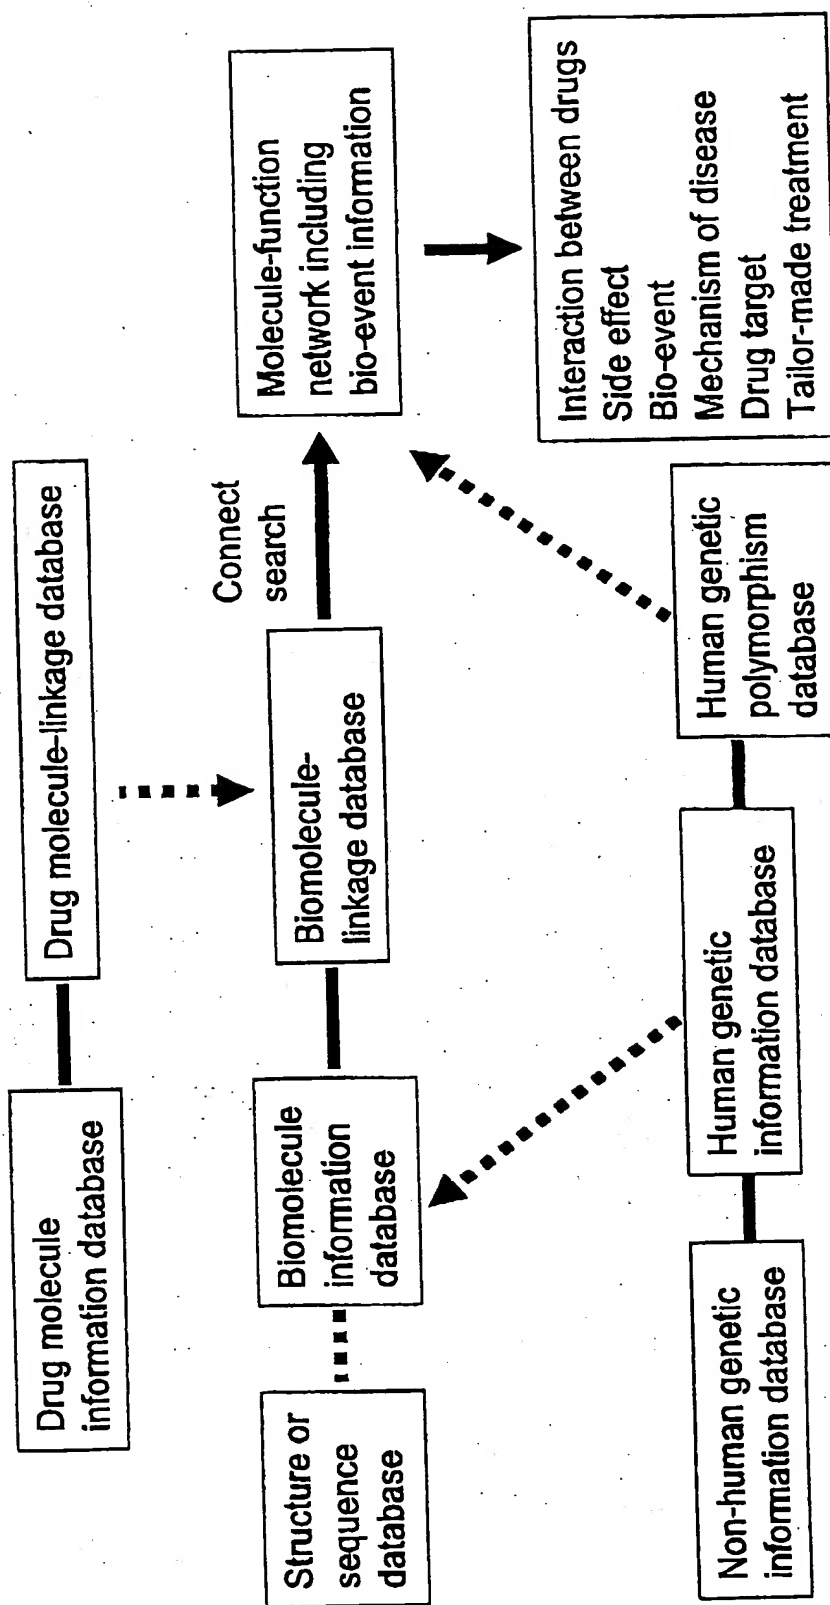 Drug molecule
information database
Drug molecule-linkage database
Structure or
sequence
database
Biomolecule
information
database
Biomolecule-
linkage database
Connect
search
Molecule-function
network including
bio-event information
Interaction between drugs
Side effect
Bio-event
Mechanism of disease
Drug target
Tailor-made treatment
Non-human genetic
information database
Human genetic
information database
Human genetic
polymorphism
database